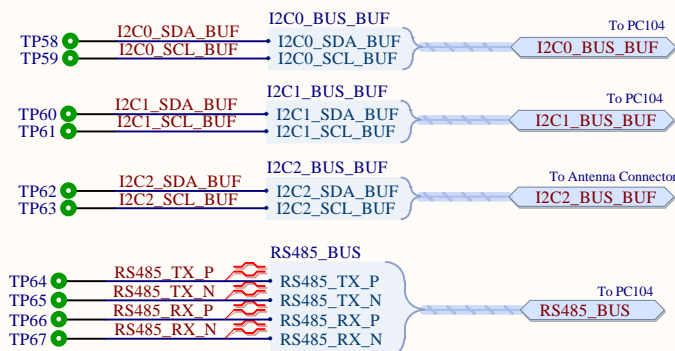 I2C0_BUS_BUF
To PC104
TP58 I2C0_SDA_BUF I2C0_SDA_BUF
TP59 I2C0_SCL_BUF I2C0_SCL_BUF
I2C0_BUS_BUF
I2C1_BUS_BUF
To PC104
TP60 I2C1_SDA_BUF I2C1_SDA_BUF
TP61 I2C1_SCL_BUF I2C1_SCL_BUF
I2C1_BUS_BUF
I2C2_BUS_BUF
To Antenna Connector
TP62 I2C2_SDA_BUF I2C2_SDA_BUF
TP63 I2C2_SCL_BUF I2C2_SCL_BUF
I2C2_BUS_BUF
RS485_BUS
To PC104
TP64 RS485_TX_P RS485_TX_P
TP65 RS485_TX_N RS485_TX_N
TP66 RS485_RX_P RS485_RX_P
TP67 RS485_RX_N RS485_RX_N
RS485_BUS